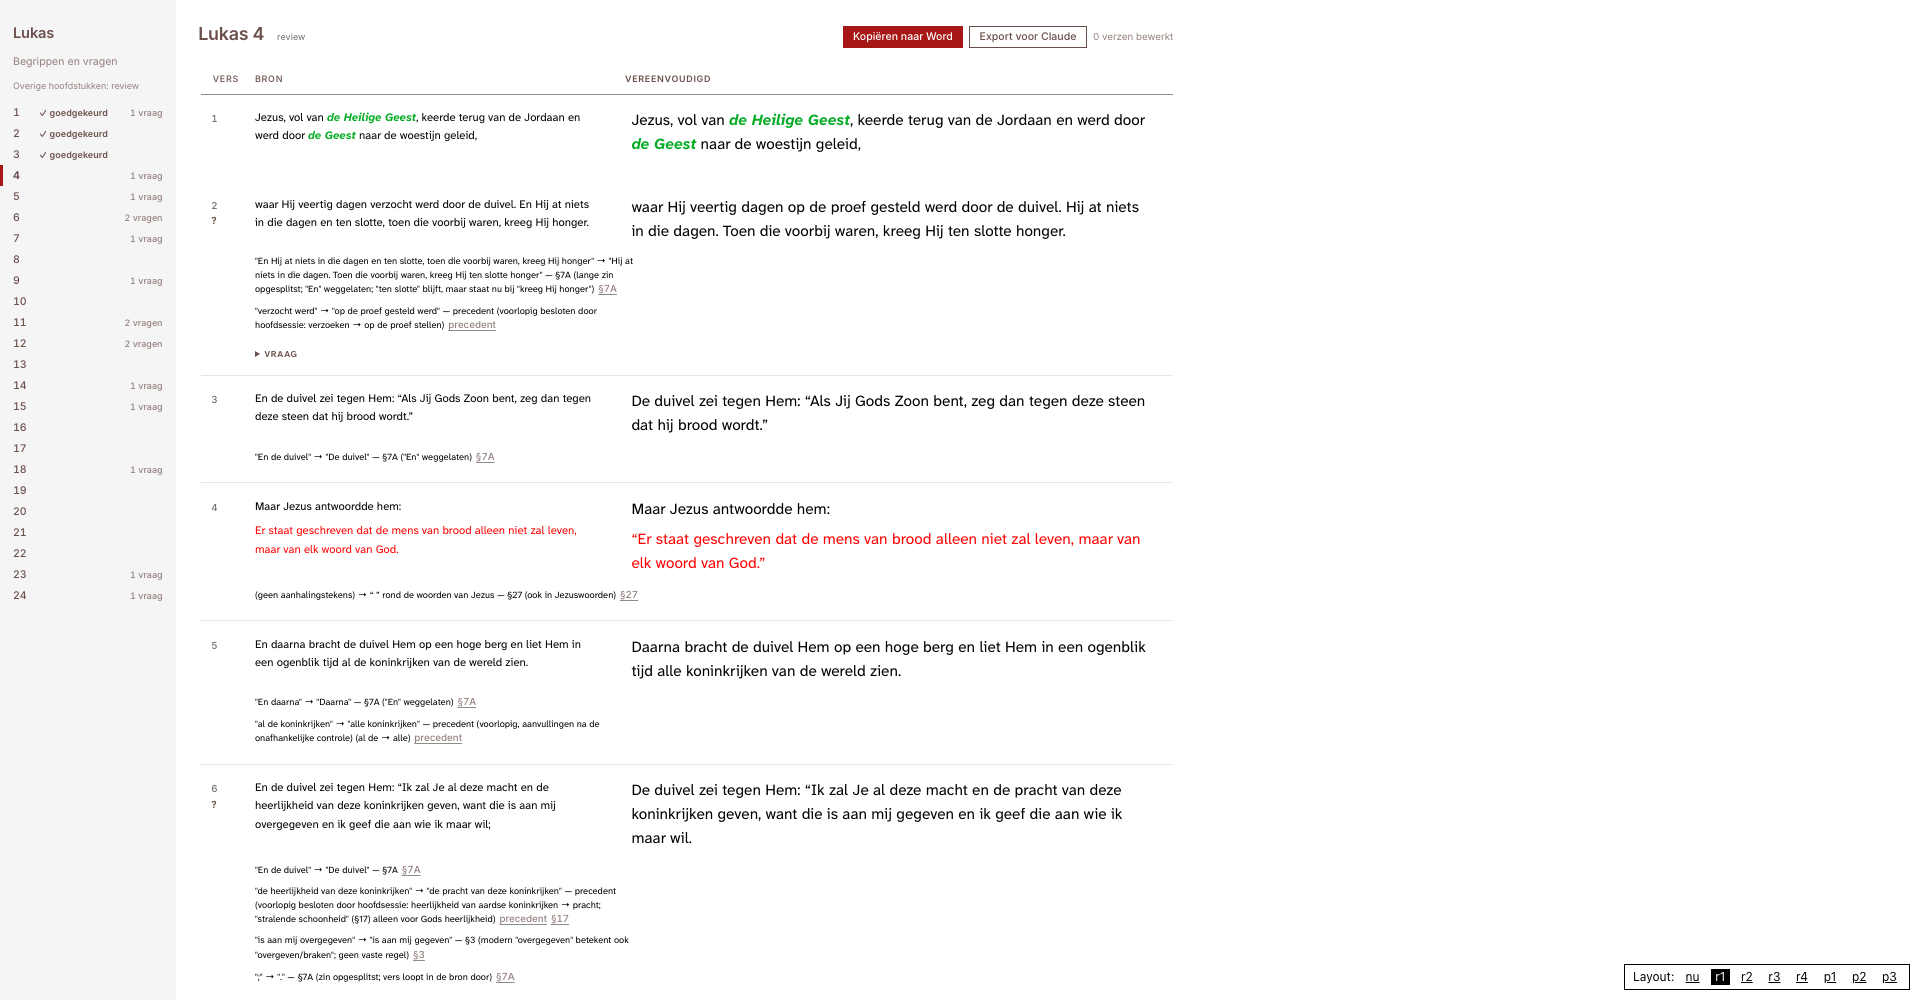 Lukas
Begrippen en vragen
Overige hoofdstukken: review
1 ✓ goedgekeurd 1 vraag
2 ✓ goedgekeurd
3 ✓ goedgekeurd
4 1 vraag
5 1 vraag
6 2 vragen
7 1 vraag
8
9 1 vraag
10
11 2 vragen
12 2 vragen
13
14 1 vraag
15 1 vraag
16
17
18 1 vraag
19
20
21
22
23 1 vraag
24 1 vraag
Lukas 4 review
Kopiëren naar Word Export voor Claude 0 verzen bewerkt
VERS BRON VEREENVOUDIGD
1
Jezus, vol van de Heilige Geest, keerde terug van de Jordaan en
werd door de Geest naar de woestijn geleid,
Jezus, vol van de Heilige Geest, keerde terug van de Jordaan en werd door
de Geest naar de woestijn geleid,
2
?
waar Hij veertig dagen verzocht werd door de duivel. En Hij at niets
in die dagen en ten slotte, toen die voorbij waren, kreeg Hij honger.
waar Hij veertig dagen op de proef gesteld werd door de duivel. Hij at niets
in die dagen. Toen die voorbij waren, kreeg Hij ten slotte honger.
"En Hij at niets in die dagen en ten slotte, toen die voorbij waren, kreeg Hij honger" → "Hij at
niets in die dagen. Toen die voorbij waren, kreeg Hij ten slotte honger" — §7A (lange zin
opgesplitst; "En" weggelaten; "ten slotte" blijft, maar staat nu bij "kreeg Hij honger") §7A
"verzocht werd" → "op de proef gesteld werd" — precedent (voorlopig besloten door
hoofdsessie: verzoeken → op de proef stellen) precedent
▶ VRAAG
3
En de duivel zei tegen Hem: “Als Jij Gods Zoon bent, zeg dan tegen
deze steen dat hij brood wordt.”
De duivel zei tegen Hem: “Als Jij Gods Zoon bent, zeg dan tegen deze steen
dat hij brood wordt.”
"En de duivel" → "De duivel" — §7A ("En" weggelaten) §7A
4
Maar Jezus antwoordde hem:
Er staat geschreven dat de mens van brood alleen niet zal leven,
maar van elk woord van God.
Maar Jezus antwoordde hem:
“Er staat geschreven dat de mens van brood alleen niet zal leven, maar van
elk woord van God.”
(geen aanhalingstekens) → “ ” rond de woorden van Jezus — §27 (ook in Jezuswoorden) §27
5
En daarna bracht de duivel Hem op een hoge berg en liet Hem in
een ogenblik tijd al de koninkrijken van de wereld zien.
Daarna bracht de duivel Hem op een hoge berg en liet Hem in een ogenblik
tijd alle koninkrijken van de wereld zien.
"En daarna" → "Daarna" — §7A ("En" weggelaten) §7A
"al de koninkrijken" → "alle koninkrijken" — precedent (voorlopig, aanvullingen na de
onafhankelijke controle) (al de → alle) precedent
6
?
En de duivel zei tegen Hem: “Ik zal Je al deze macht en de
heerlijkheid van deze koninkrijken geven, want die is aan mij
overgegeven en ik geef die aan wie ik maar wil;
De duivel zei tegen Hem: “Ik zal Je al deze macht en de pracht van deze
koninkrijken geven, want die is aan mij gegeven en ik geef die aan wie ik
maar wil.
"En de duivel" → "De duivel" — §7A §7A
"de heerlijkheid van deze koninkrijken" → "de pracht van deze koninkrijken" — precedent
(voorlopig besloten door hoofdsessie: heerlijkheid van aardse koninkrijken → pracht;
"stralende schoonheid" (§17) alleen voor Gods heerlijkheid) precedent §17
"is aan mij overgegeven" → "is aan mij gegeven" — §3 (modern "overgegeven" betekent ook
"overgeven/braken"; geen vaste regel) §3
";" → "." — §7A (zin opgesplitst; vers loopt in de bron door) §7A
Layout: nu r1 r2 r3 r4 p1 p2 p3